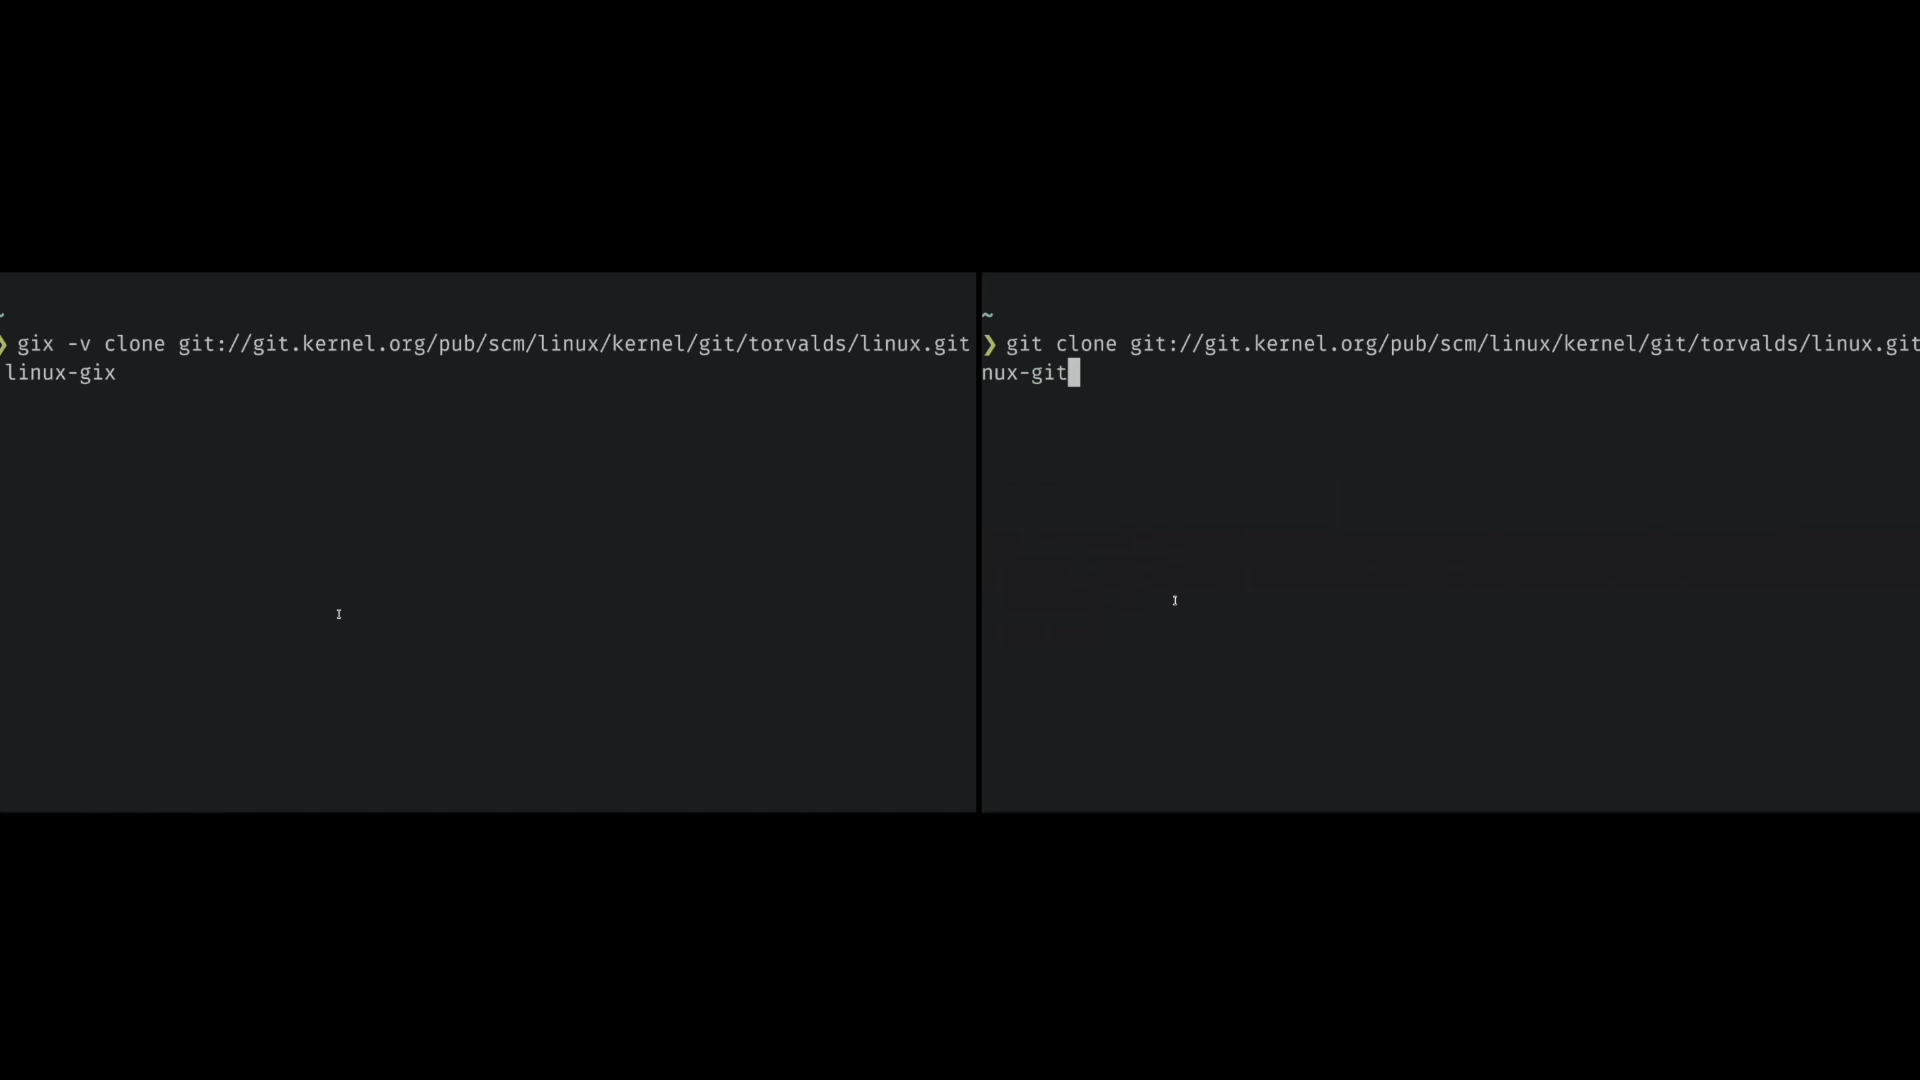 ~
❯ gix -v clone git://git.kernel.org/pub/scm/linux/kernel/git/torvalds/linux.git
linux-gix
~
❯ git clone git://git.kernel.org/pub/scm/linux/kernel/git/torvalds/linux.git
nux-git